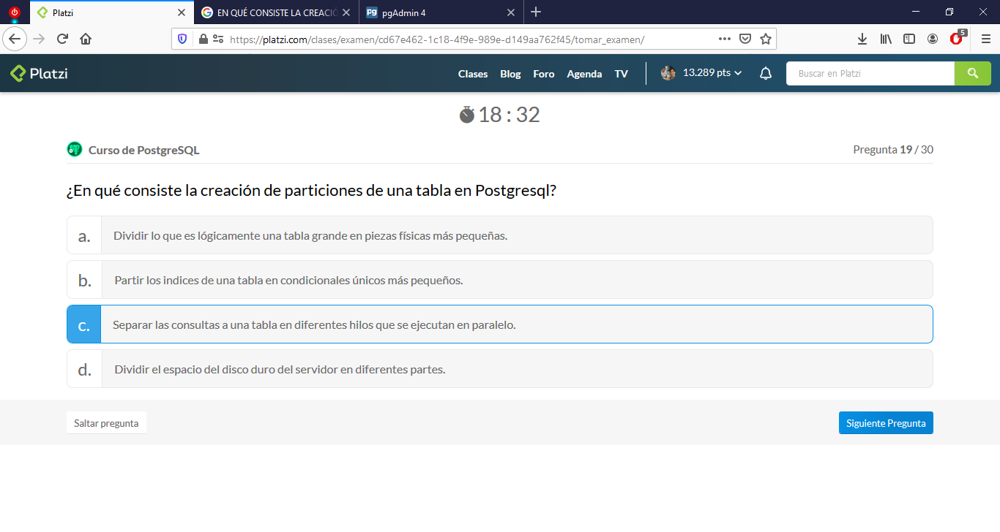 Platzi
EN QUÉ CONSISTE LA CREACIÓ
pgAdmin 4
https://platzi.com/clases/examen/cd67e462-1c18-4f9e-989e-d149aa762f45/tomar_examen/
5
Platzi
Clases
Blog
Foro
Agenda
TV
13.289 pts
Buscar en Platzi
18 : 32
Curso de PostgreSQL
Pregunta 19 / 30
¿En qué consiste la creación de particiones de una tabla en Postgresql?
a. Dividir lo que es lógicamente una tabla grande en piezas físicas más pequeñas.
b. Partir los indices de una tabla en condicionales únicos más pequeños.
c. Separar las consultas a una tabla en diferentes hilos que se ejecutan en paralelo.
d. Dividir el espacio del disco duro del servidor en diferentes partes.
Saltar pregunta
Siguiente Pregunta